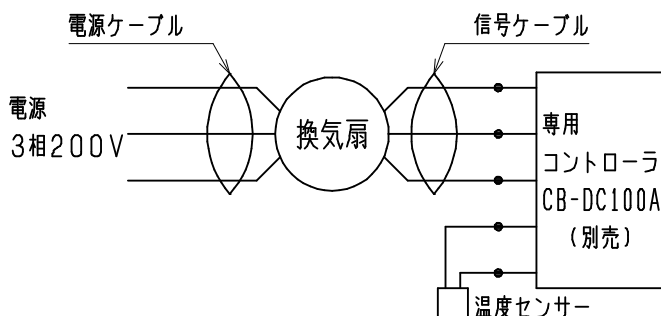 電源ケーブル
信号ケーブル
電源
3相200V
換気扇
専用
コントローラ
CB-DC100A
(別売)
温度センサー